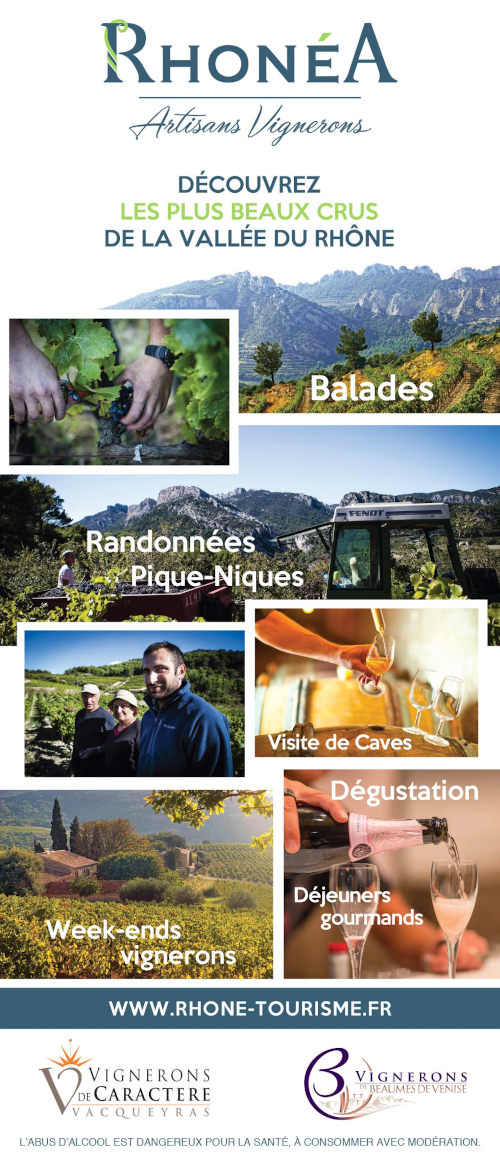 RHONÉA
Artisans Vignerons
DÉCOUVREZ
LES PLUS BEAUX CRUS
DE LA VALLÉE DU RHÔNE
Balades
FENDT
Randonnées
Pique-Niques
Visite de Caves
Dégustation
Déjeuners
gourmands
Week-ends
vignerons
WWW.RHONE-TOURISME.FR
VIGNERONS
DE CARACTERE
VACQUEYRAS
VIGNERONS
DE BEAUMES DE VENISE
L'ABUS D'ALCOOL EST DANGEREUX POUR LA SANTÉ, À CONSOMMER AVEC MODÉRATION.